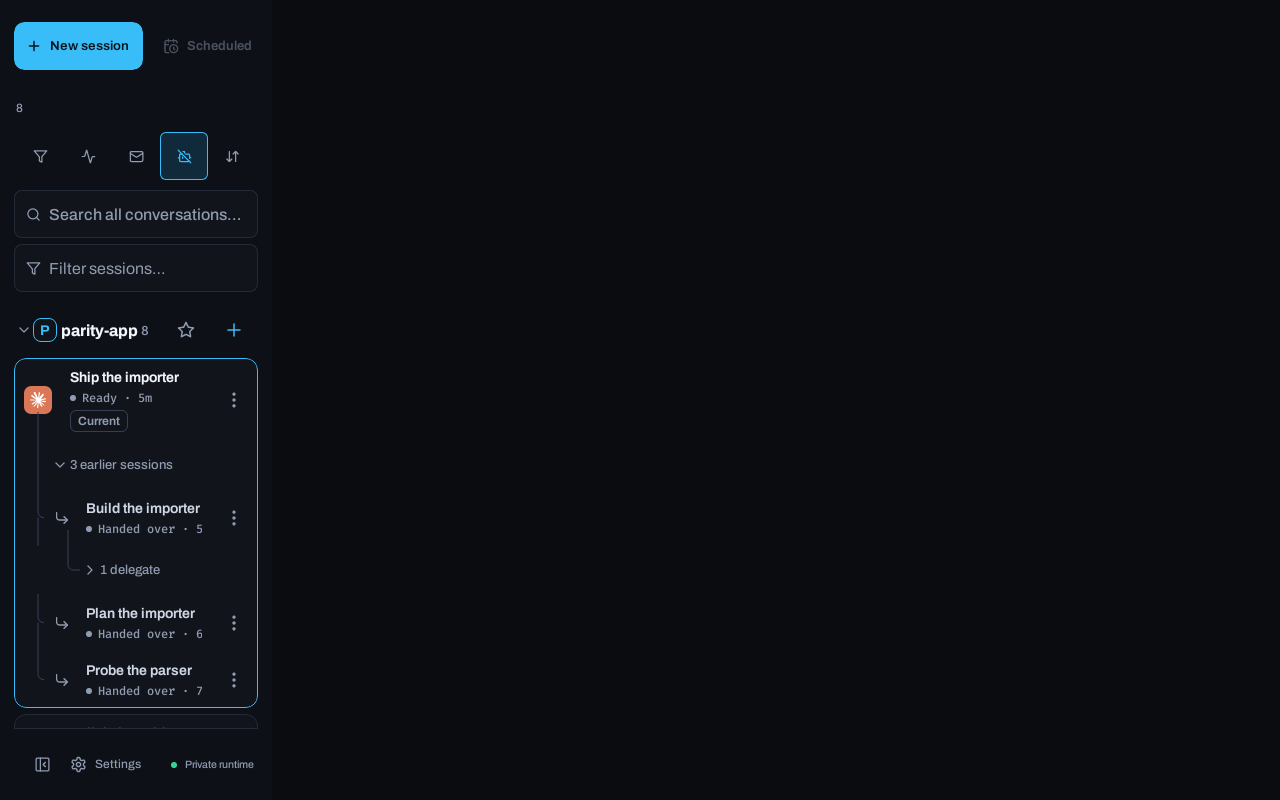 New session
Scheduled
8
Search all conversations...
Filter sessions...
P parity-app 8
Ship the importer
Ready · 5m
Current
3 earlier sessions
Build the importer
Handed over · 5
1 delegate
Plan the importer
Handed over · 6
Probe the parser
Handed over · 7
Settings
Private runtime